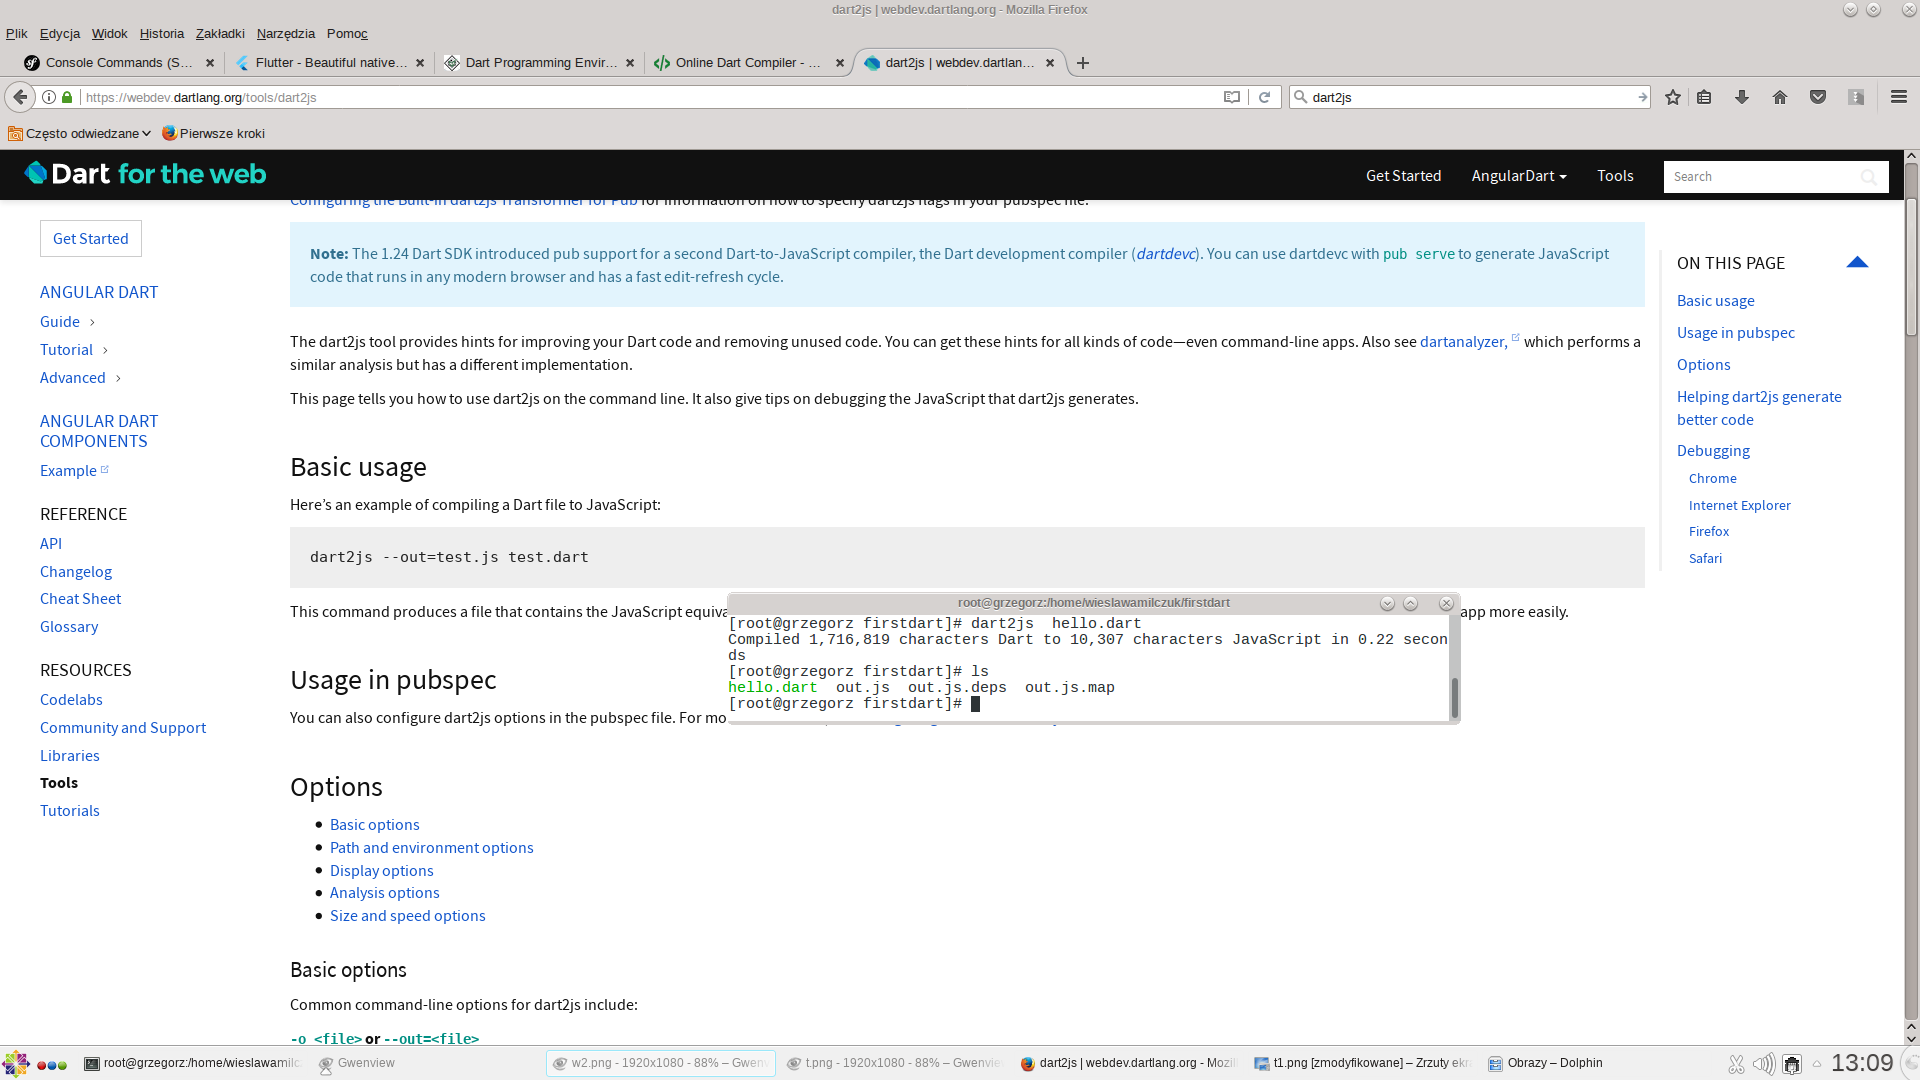 dart2js | webdev.dartlang.org - Mozilla Firefox
Plik Edycja Widok Historia Zakładki Narzędzia Pomoc
Console Commands (S... Flutter - Beautiful native... Dart Programming Envir... Online Dart Compiler - ... dart2js | webdev.dartlan...
https://webdev.dartlang.org/tools/dart2js
dart2js
Często odwiedzane Pierwsze kroki
Dart for the web
Get Started AngularDart Tools Search
Configuring the Built-in dart2js Transformer for Pub for information on how to specify dart2js flags in your pubspec file.
Get Started
ANGULAR DART
Guide
Tutorial
Advanced
ANGULAR DART
COMPONENTS
Example
REFERENCE
API
Changelog
Cheat Sheet
Glossary
RESOURCES
Codelabs
Community and Support
Libraries
Tools
Tutorials
Note: The 1.24 Dart SDK introduced pub support for a second Dart-to-JavaScript compiler, the Dart development compiler (dartdevc). You can use dartdevc with pub serve to generate JavaScript
code that runs in any modern browser and has a fast edit-refresh cycle.
The dart2js tool provides hints for improving your Dart code and removing unused code. You can get these hints for all kinds of code—even command-line apps. Also see dartanalyzer, which performs a
similar analysis but has a different implementation.
This page tells you how to use dart2js on the command line. It also give tips on debugging the JavaScript that dart2js generates.
Basic usage
Here's an example of compiling a Dart file to JavaScript:
dart2js --out=test.js test.dart
This command produces a file that contains the JavaScript equiva
app more easily.
Usage in pubspec
You can also configure dart2js options in the pubspec file. For mo
Options
Basic options
Path and environment options
Display options
Analysis options
Size and speed options
Basic options
Common command-line options for dart2js include:
-o <file> or --out=<file>
ON THIS PAGE
Basic usage
Usage in pubspec
Options
Helping dart2js generate
better code
Debugging
Chrome
Internet Explorer
Firefox
Safari
root@grzegorz:/home/wieslawamilczuk/firstdart
[root@grzegorz firstdart]# dart2js  hello.dart
Compiled 1,716,819 characters Dart to 10,307 characters JavaScript in 0.22 secon
ds
[root@grzegorz firstdart]# ls
hello.dart  out.js  out.js.deps  out.js.map
[root@grzegorz firstdart]#
root@grzegorz:/home/wieslawamilc Gwenview w2.png - 1920x1080 - 88% – Gwenv t.png - 1920x1080 - 88% – Gwenvie dart2js | webdev.dartlang.org - Mozi t1.png [zmodyfikowane] – Zrzuty ekr Obrazy – Dolphin 13:09